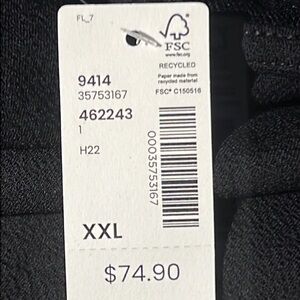 FL_7
FSC
www.fsc.org
RECYCLED
Paper made from
recycled material
FSC® C150516
9414
35753167
462243
1
H22
00035753167
XXL
$74.90